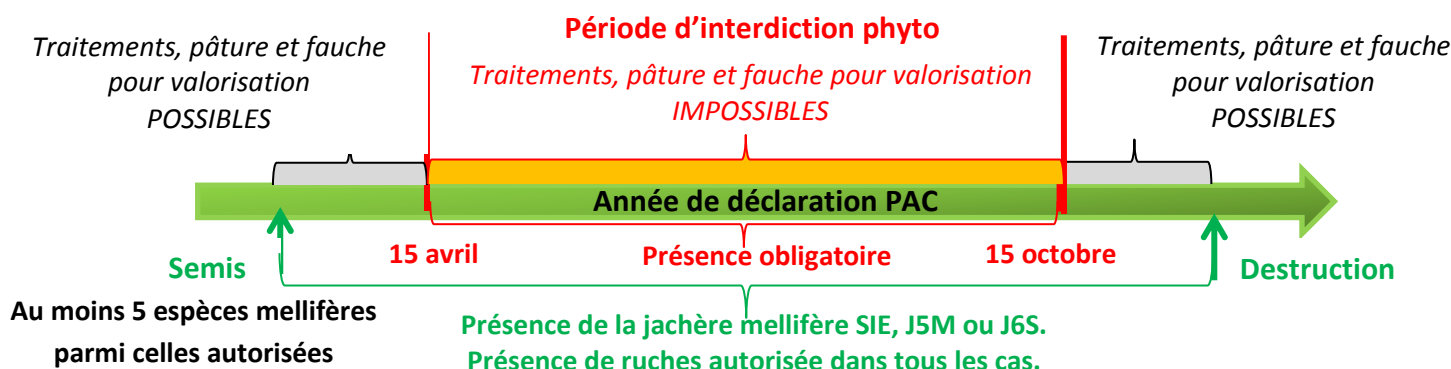 Traitements, pâture et fauche
pour valorisation
POSSIBLES
Période d’interdiction phyto
Traitements, pâture et fauche pour valorisation
IMPOSSIBLES
Traitements, pâture et fauche
pour valorisation
POSSIBLES
Année de déclaration PAC
15 avril
Présence obligatoire
15 octobre
Semis
Destruction
Au moins 5 espèces mellifères
parmi celles autorisées
Présence de la jachère mellifère SIE, J5M ou J6S.
Présence de ruches autorisée dans tous les cas.